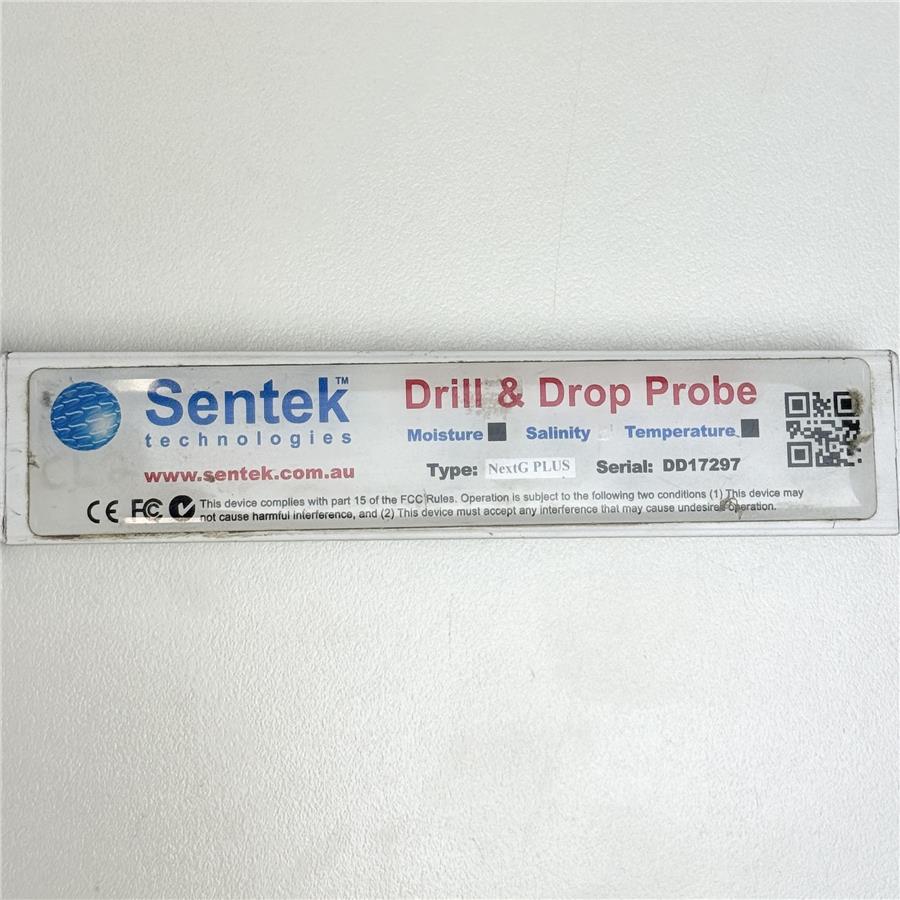 Sentek™
technologies
www.sentek.com.au
Drill & Drop Probe
Moisture Salinity Temperature
Type: NextG PLUS Serial: DD17297
CE FC This device complies with part 15 of the FCC Rules. Operation is subject to the following two conditions (1) This device may
not cause harmful interference, and (2) This device must accept any interference that may cause undesired operation.